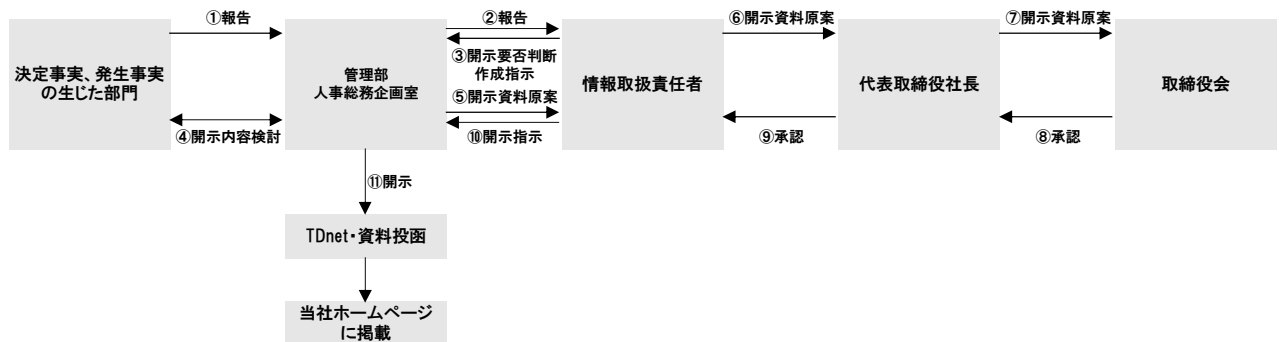 ①報告
②報告
⑥開示資料原案
⑦開示資料原案
決定事実、発生事実
の生じた部門
管理部
人事総務企画室
③開示要否判断
作成指示
情報取扱責任者
代表取締役社長
取締役会
⑤開示資料原案
④開示内容検討
⑩開示指示
⑨承認
⑧承認
⑪開示
TDnet・資料投函
当社ホームページ
に掲載